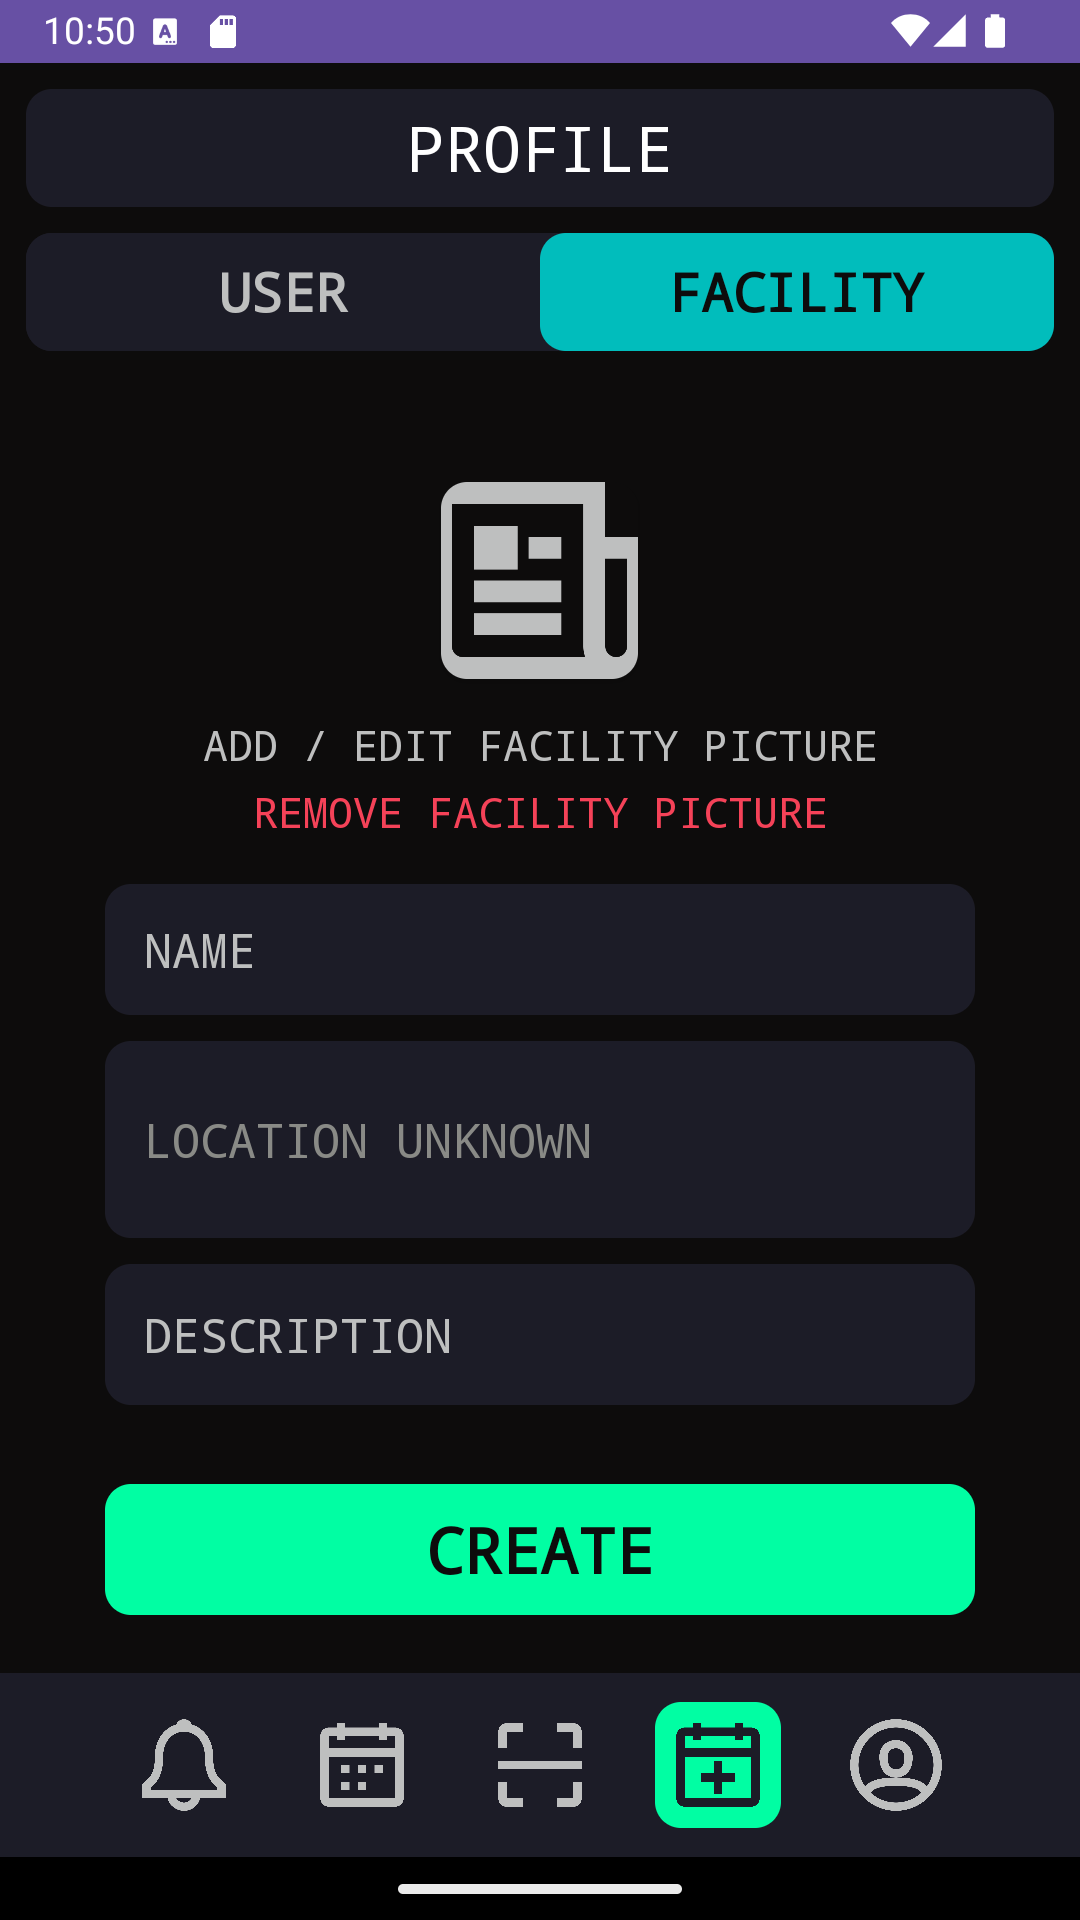 10:50
PROFILE
USER FACILITY
ADD / EDIT FACILITY PICTURE
REMOVE FACILITY PICTURE
NAME
LOCATION UNKNOWN
DESCRIPTION
CREATE